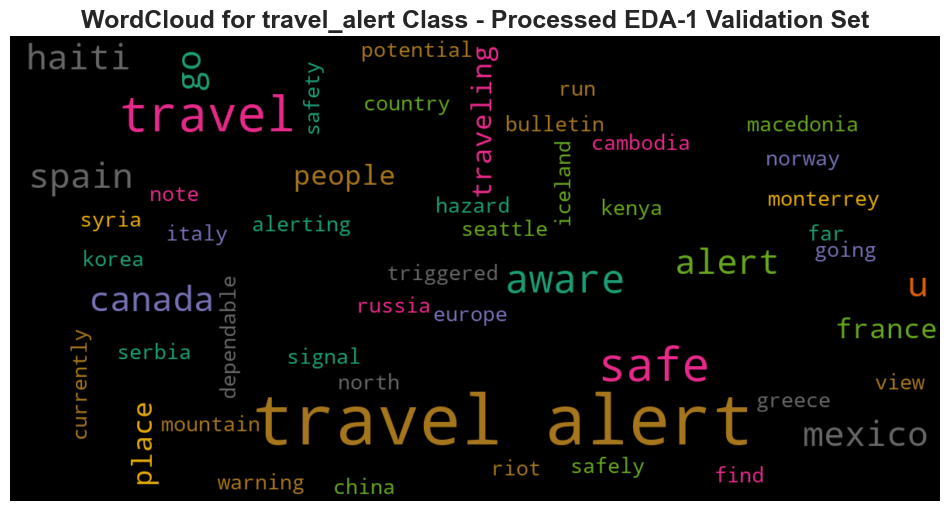 WordCloud for travel_alert Class - Processed EDA-1 Validation Set
haiti
go
potential
traveling
safety
travel
country
run
bulletin
macedonia
cambodia
norway
iceland
spain
people
note
monterrey
hazard
kenya
syria
italy
alerting
seattle
far
going
korea
triggered
aware
alert
u
canada
dependable
russia
europe
france
currently
serbia
signal
north
safe
view
greece
place
mountain
travel alert
mexico
riot
safely
find
warning
china